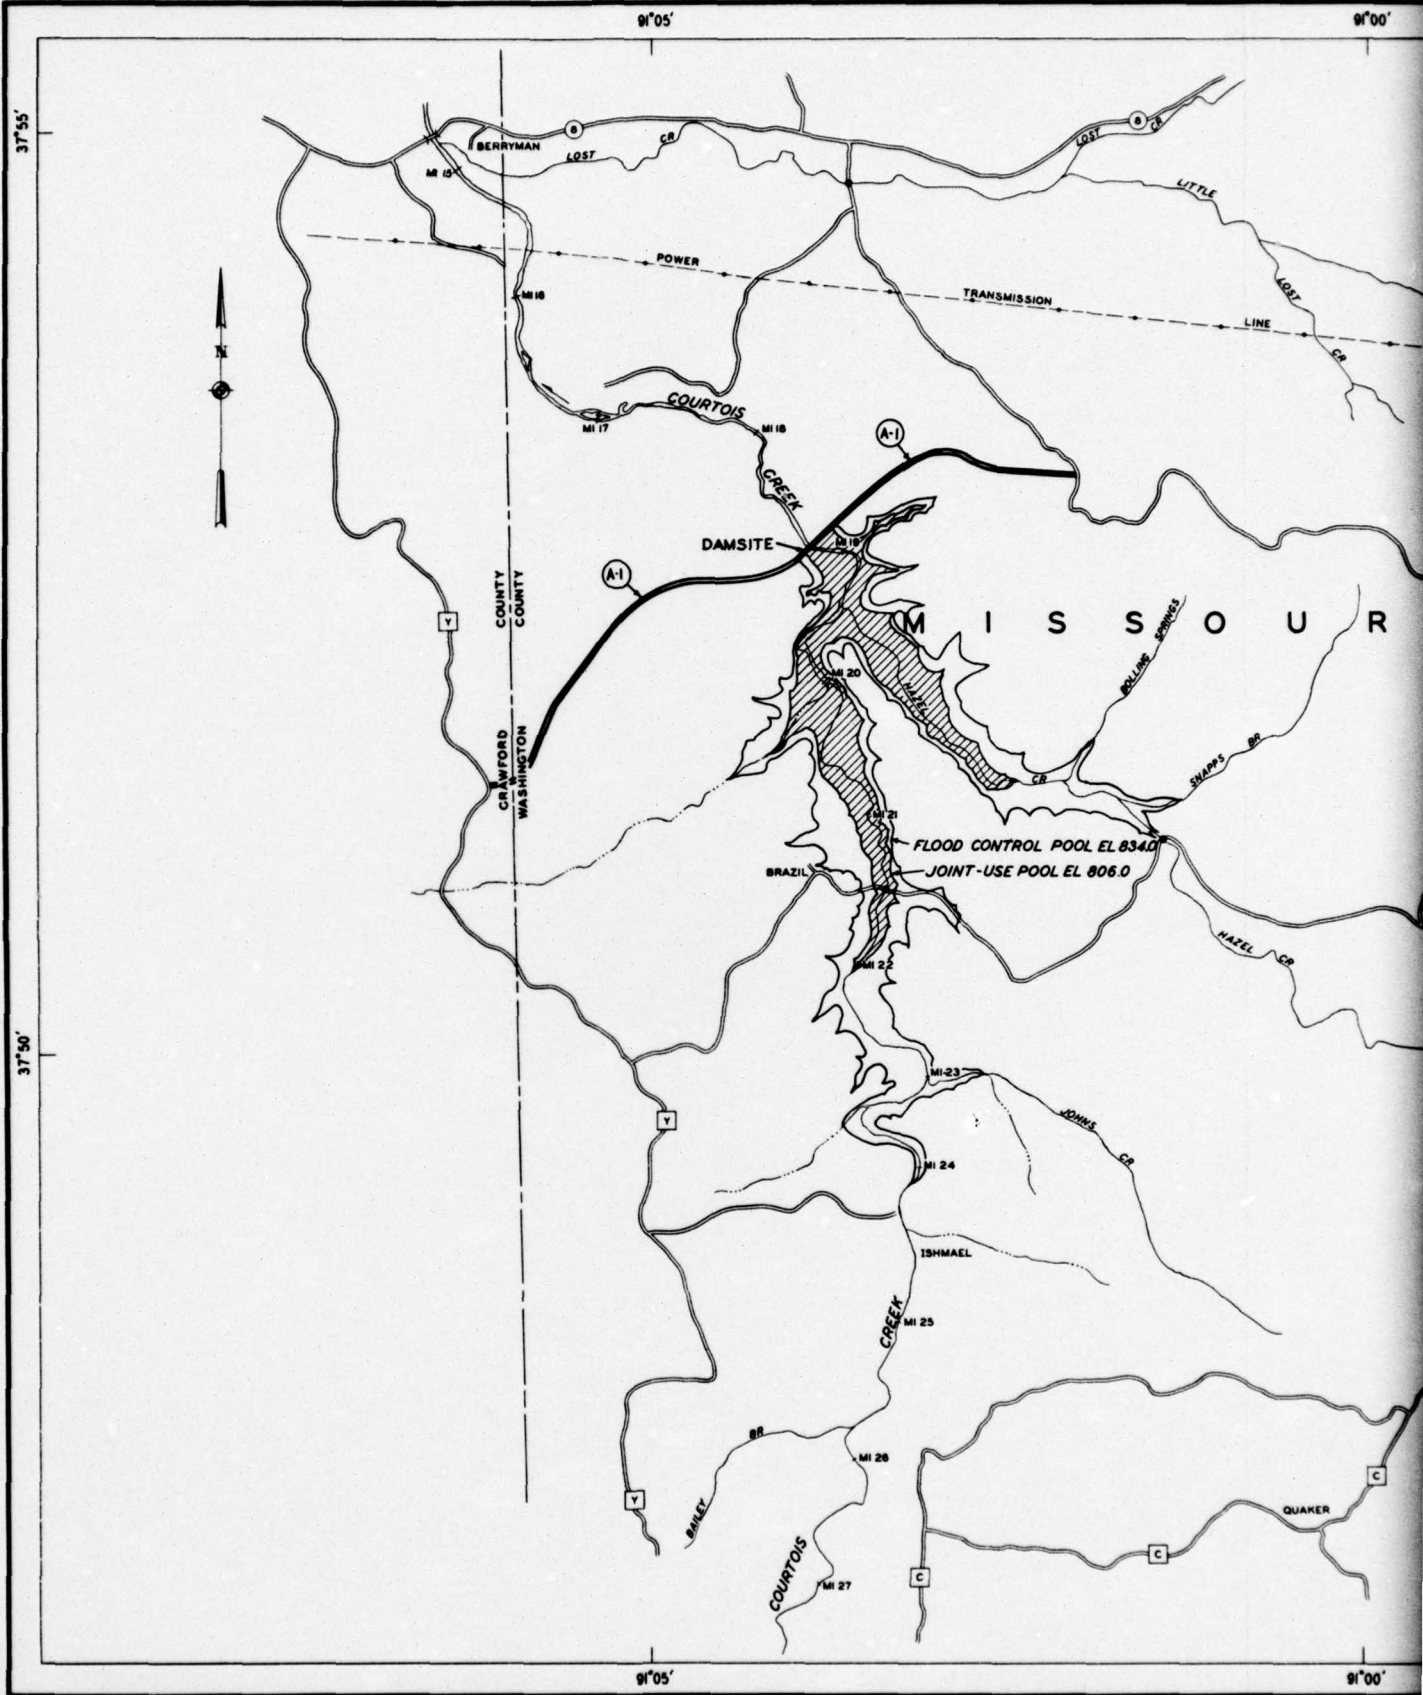 91°05'
91°00'
37°55'
8
8
BERRYMAN
LOST
CR
LOST
CR
MI 15
LITTLE
POWER
TRANSMISSION
LINE
LOST
CR
MI 16
N
COURTOIS
MI 17
MI 18
A-1
CREEK
DAMSITE
MI 19
A-1
COUNTY
COUNTY
Y
MISSOUR
BOLLING SPRINGS
MI 20
HAZEL
CR
SNAPPS BR
CRAWFORD
WASHINGTON
MI 21
FLOOD CONTROL POOL EL 834.0
JOINT-USE POOL EL 806.0
BRAZIL
HAZEL
CR
MI 22
37°50'
MI 23
Y
JOHNS
CR
MI 24
ISHMAEL
CREEK
MI 25
BR
MI 26
C
Y
BAILEY
QUAKER
COURTOIS
C
C
MI 27
91°05'
91°00'